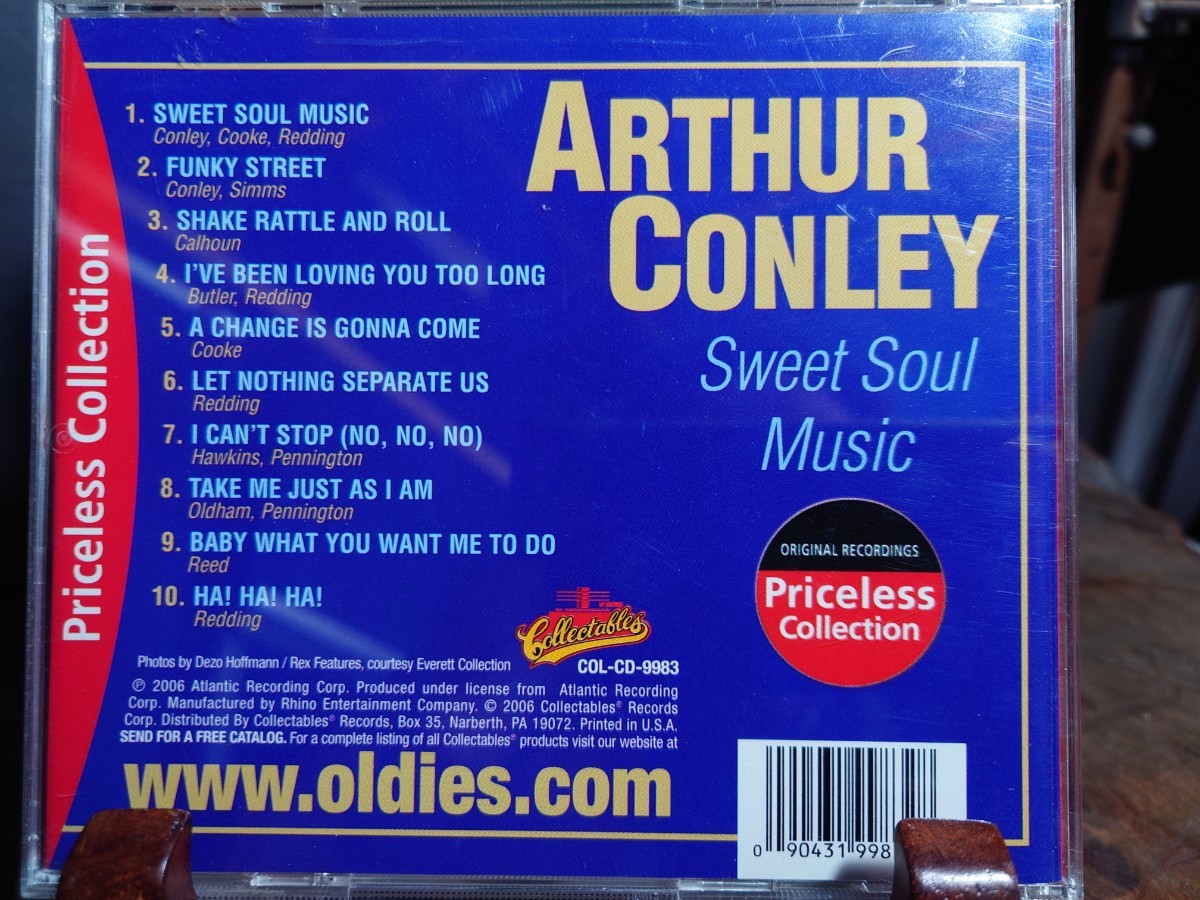 Priceless Collection
1. SWEET SOUL MUSIC
Conley, Cooke, Redding
2. FUNKY STREET
Conley, Simms
3. SHAKE RATTLE AND ROLL
Calhoun
4. I'VE BEEN LOVING YOU TOO LONG
Butler, Redding
5. A CHANGE IS GONNA COME
Cooke
6. LET NOTHING SEPARATE US
Redding
7. I CAN'T STOP (NO, NO, NO)
Hawkins, Pennington
8. TAKE ME JUST AS I AM
Oldham, Pennington
9. BABY WHAT YOU WANT ME TO DO
Reed
10. HA! HA! HA!
Redding
ARTHUR
CONLEY
Sweet Soul
Music
ORIGINAL RECORDINGS
Priceless
Collection
Collectables
COL-CD-9983
Photos by Dezo Hoffmann / Rex Features, courtesy Everett Collection
℗ 2006 Atlantic Recording Corp. Produced under license from Atlantic Recording
Corp. Manufactured by Rhino Entertainment Company. © 2006 Collectables® Records
Corp. Distributed By Collectables® Records, Box 35, Narberth, PA 19072. Printed in U.S.A.
SEND FOR A FREE CATALOG. For a complete listing of all Collectables® products visit our website at
www.oldies.com
0 90431 998